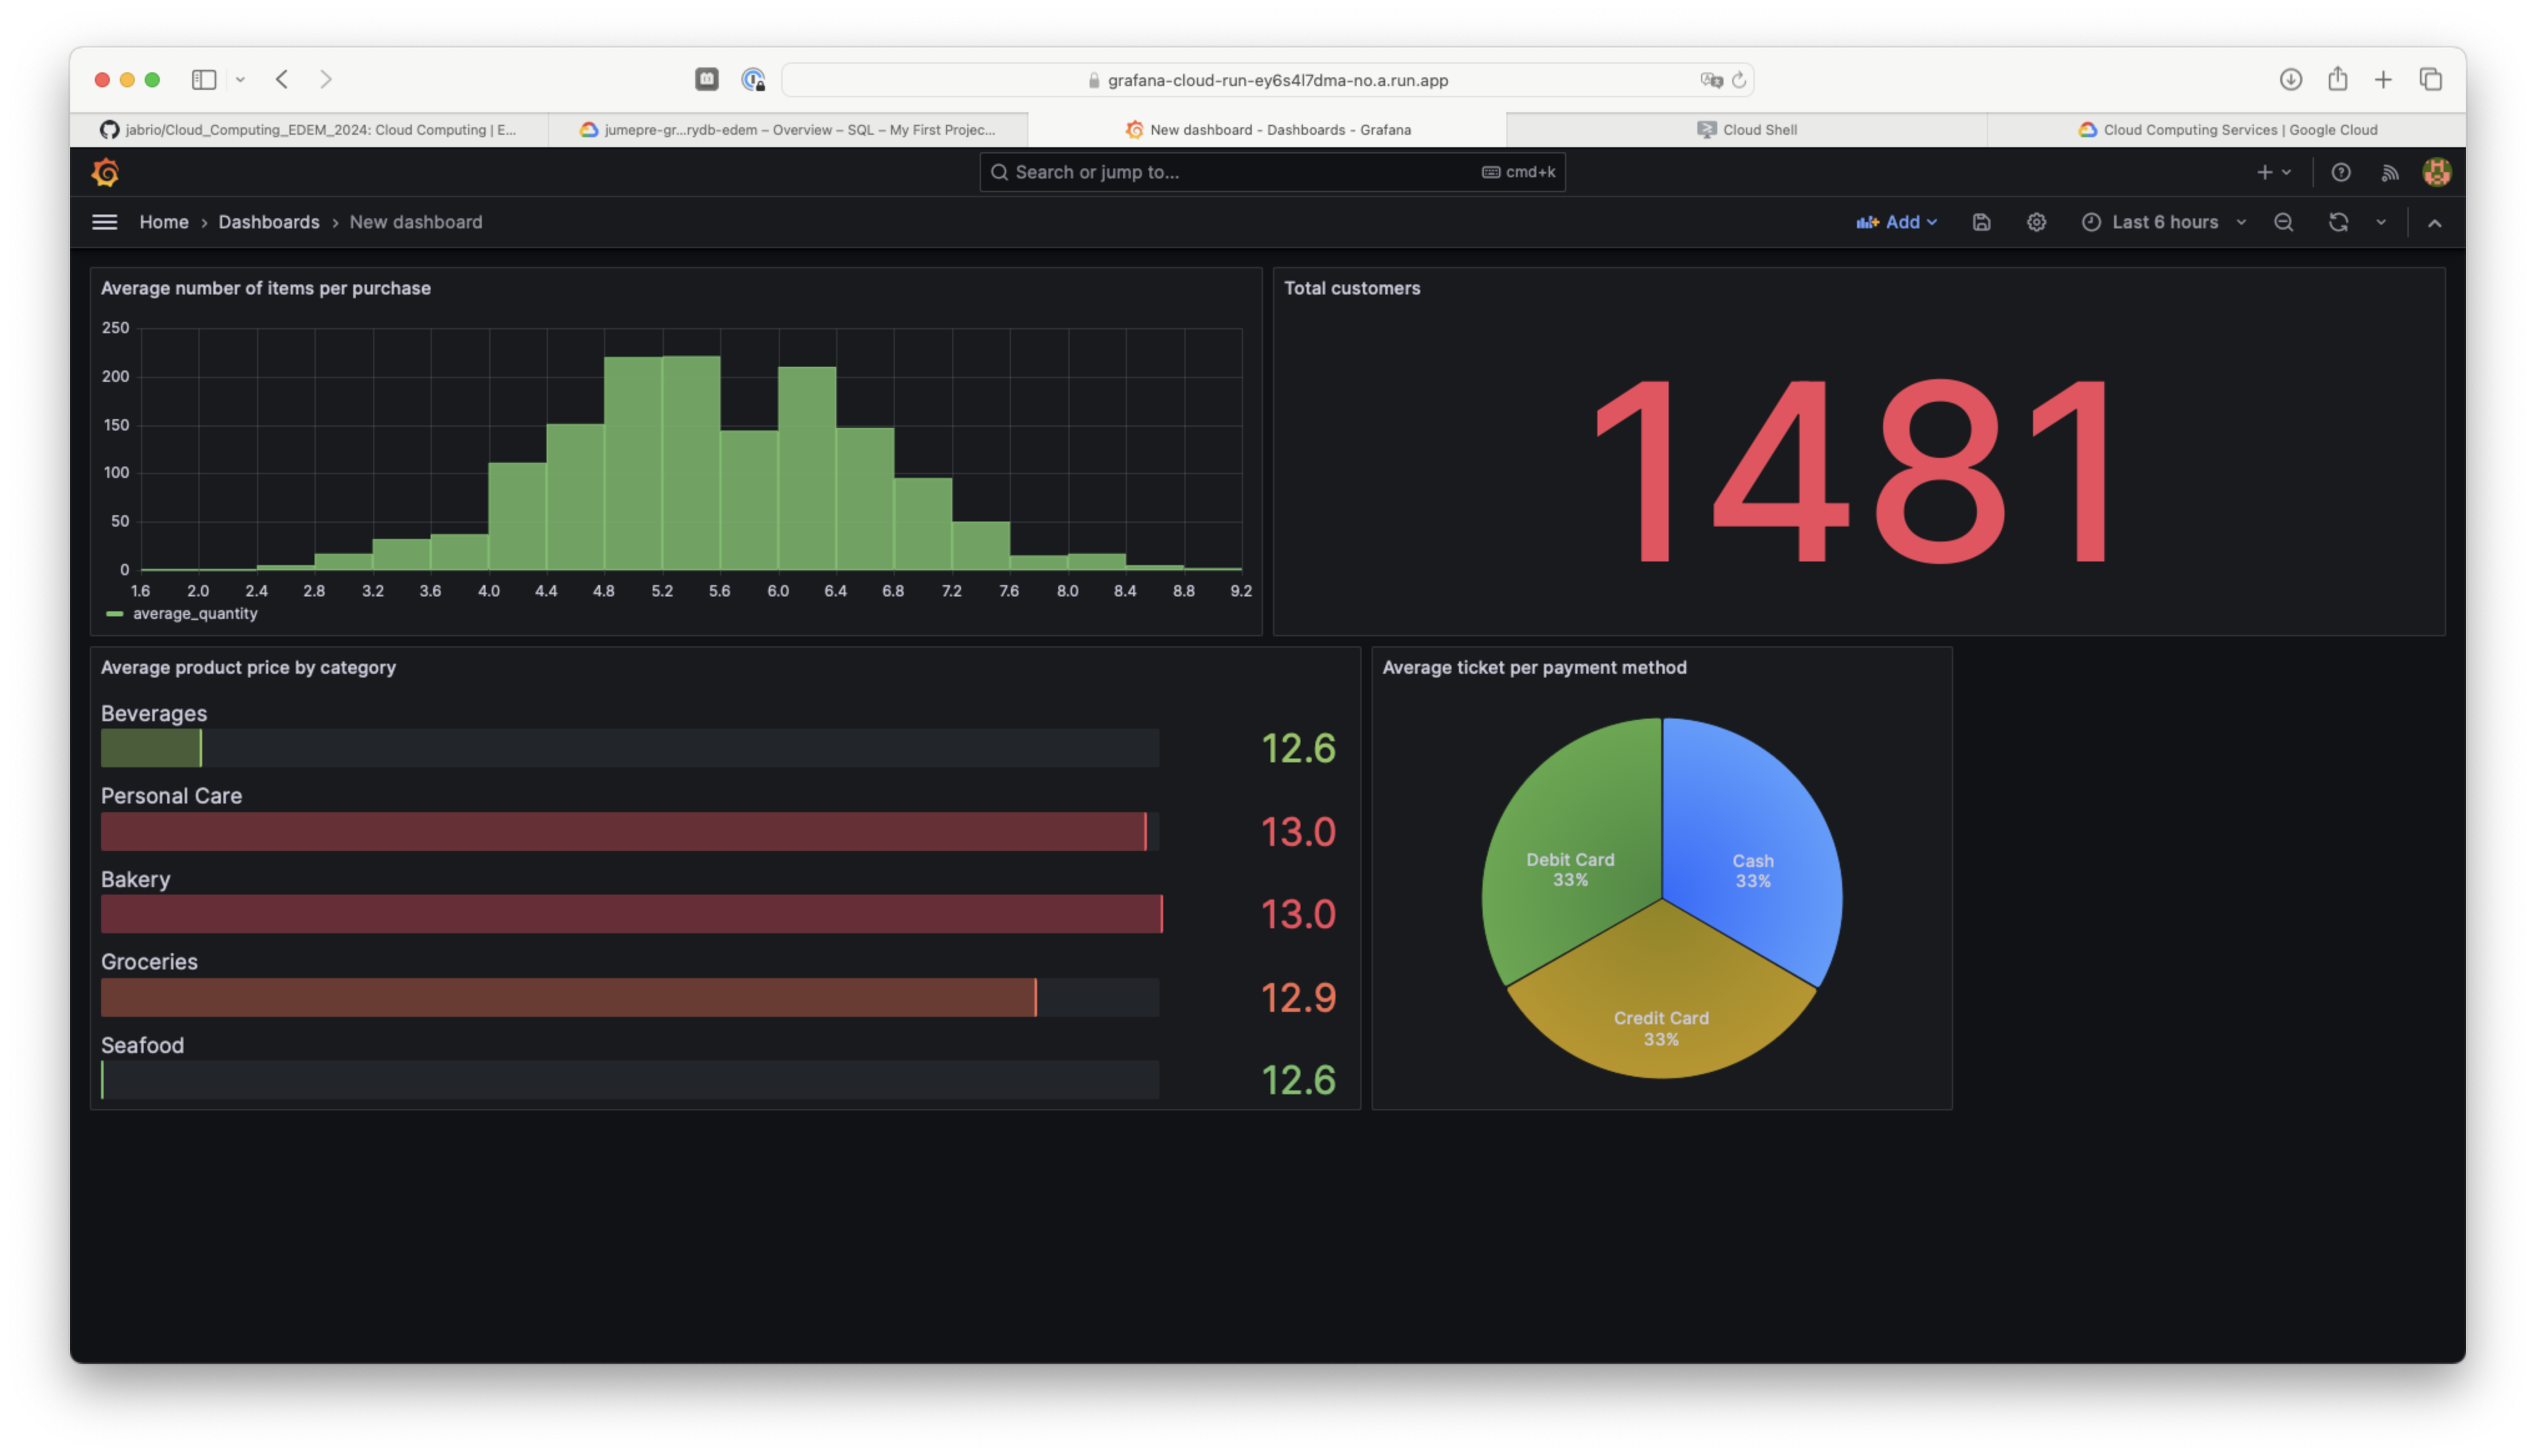 grafana-cloud-run-ey6s4l7dma-no.a.run.app
jabrio/Cloud_Computing_EDEM_2024: Cloud Computing | E...
jumepre-gr...rydb-edem – Overview – SQL – My First Projec...
New dashboard - Dashboards - Grafana
Cloud Shell
Cloud Computing Services | Google Cloud
Search or jump to...
cmd+k
Home › Dashboards › New dashboard
Add
Last 6 hours
Average number of items per purchase
250
200
150
100
50
0
1.6 2.0 2.4 2.8 3.2 3.6 4.0 4.4 4.8 5.2 5.6 6.0 6.4 6.8 7.2 7.6 8.0 8.4 8.8 9.2
average_quantity
Total customers
1481
Average product price by category
Beverages
12.6
Personal Care
13.0
Bakery
13.0
Groceries
12.9
Seafood
12.6
Average ticket per payment method
Debit Card
33%
Cash
33%
Credit Card
33%